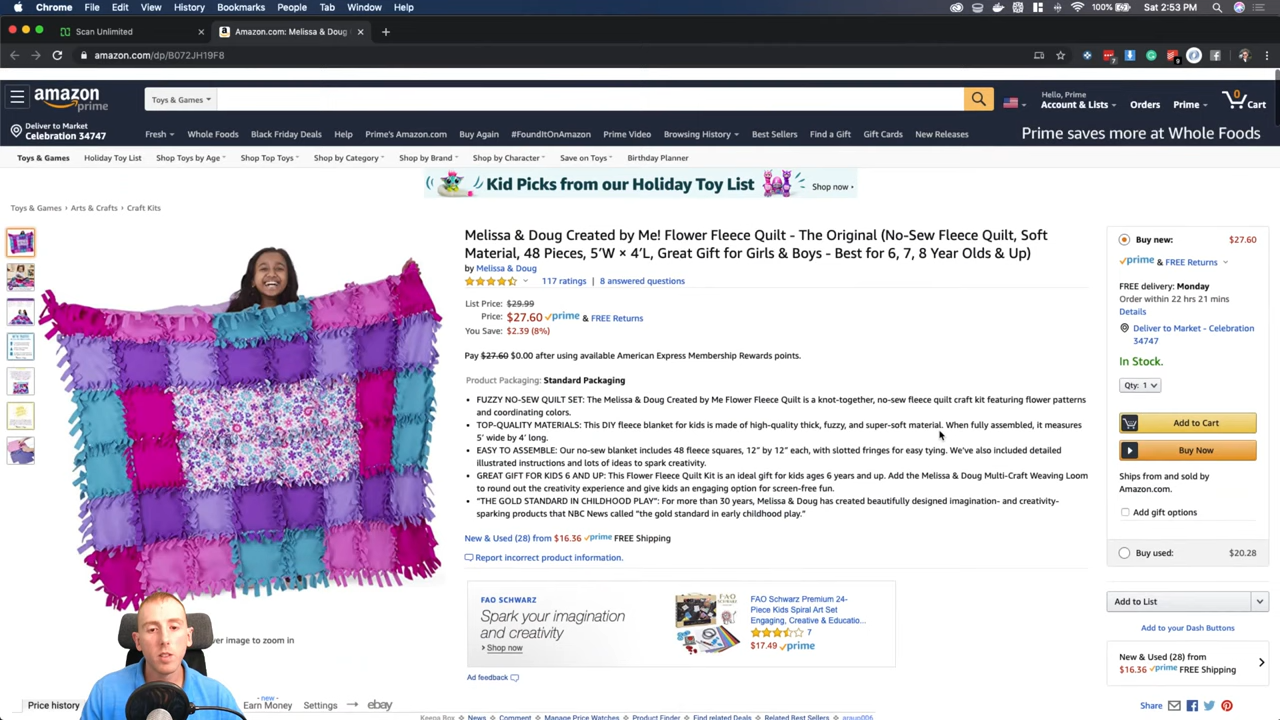 Chrome File Edit View History Bookmarks People Tab Window Help 100% Sat 2:53 PM
Scan Unlimited
Amazon.com: Melissa & Doug
amazon.com/dp/B072JH19F8
amazon prime
Toys & Games
Hello, Prime
Account & Lists
Orders
Prime
0
Cart
Deliver to Market
Celebration 34747
Fresh Whole Foods Black Friday Deals Help Prime's Amazon.com Buy Again #FoundItOnAmazon Prime Video Browsing History Best Sellers Find a Gift Gift Cards New Releases
Prime saves more at Whole Foods
Toys & Games Holiday Toy List Shop Toys by Age Shop Top Toys Shop by Category Shop by Brand Shop by Character Save on Toys Birthday Planner
Kid Picks from our Holiday Toy List Shop now
Toys & Games › Arts & Crafts › Craft Kits
Melissa & Doug Created by Me! Flower Fleece Quilt - The Original (No-Sew Fleece Quilt, Soft
Material, 48 Pieces, 5′W × 4′L, Great Gift for Girls & Boys - Best for 6, 7, 8 Year Olds & Up)
by Melissa & Doug
117 ratings | 8 answered questions
List Price: $29.99
Price: $27.60 prime & FREE Returns
You Save: $2.39 (8%)
Pay $27.60 $0.00 after using available American Express Membership Rewards points.
Product Packaging: Standard Packaging
• FUZZY NO-SEW QUILT SET: The Melissa & Doug Created by Me Flower Fleece Quilt is a knot-together, no-sew fleece quilt craft kit featuring flower patterns
and coordinating colors.
• TOP-QUALITY MATERIALS: This DIY fleece blanket for kids is made of high-quality thick, fuzzy, and super-soft material. When fully assembled, it measures
5' wide by 4' long.
• EASY TO ASSEMBLE: Our no-sew blanket includes 48 fleece squares, 12” by 12” each, with slotted fringes for easy tying. We've also included detailed
illustrated instructions and lots of ideas to spark creativity.
• GREAT GIFT FOR KIDS 6 AND UP: This Flower Fleece Quilt Kit is an ideal gift for kids ages 6 years and up. Add the Melissa & Doug Multi-Craft Weaving Loom
to round out the creativity experience and give kids an engaging option for screen-free fun.
• “THE GOLD STANDARD IN CHILDHOOD PLAY”: For more than 30 years, Melissa & Doug has created beautifully designed imagination- and creativity-
sparking products that NBC News called “the gold standard in early childhood play.”
New & Used (28) from $16.36 prime FREE Shipping
Report incorrect product information.
FAO SCHWARZ
Spark your imagination
and creativity
› Shop now
FAO Schwarz Premium 24-
Piece Kids Spiral Art Set
Engaging, Creative & Educatio...
7
$17.49 prime
Ad feedback
Buy new: $27.60
prime & FREE Returns
FREE delivery: Monday
Order within 22 hrs 21 mins
Details
Deliver to Market - Celebration
34747
In Stock.
Qty: 1
Add to Cart
Buy Now
Ships from and sold by
Amazon.com.
Add gift options
Buy used: $20.28
Add to List
Add to your Dash Buttons
New & Used (28) from
$16.36 prime FREE Shipping
Share
ver image to zoom in
Price history
- new -
Earn Money
Settings
ebay
Keepa Box News Comment Manage Price Watches Product Finder Find related Deals Related Best Sellers